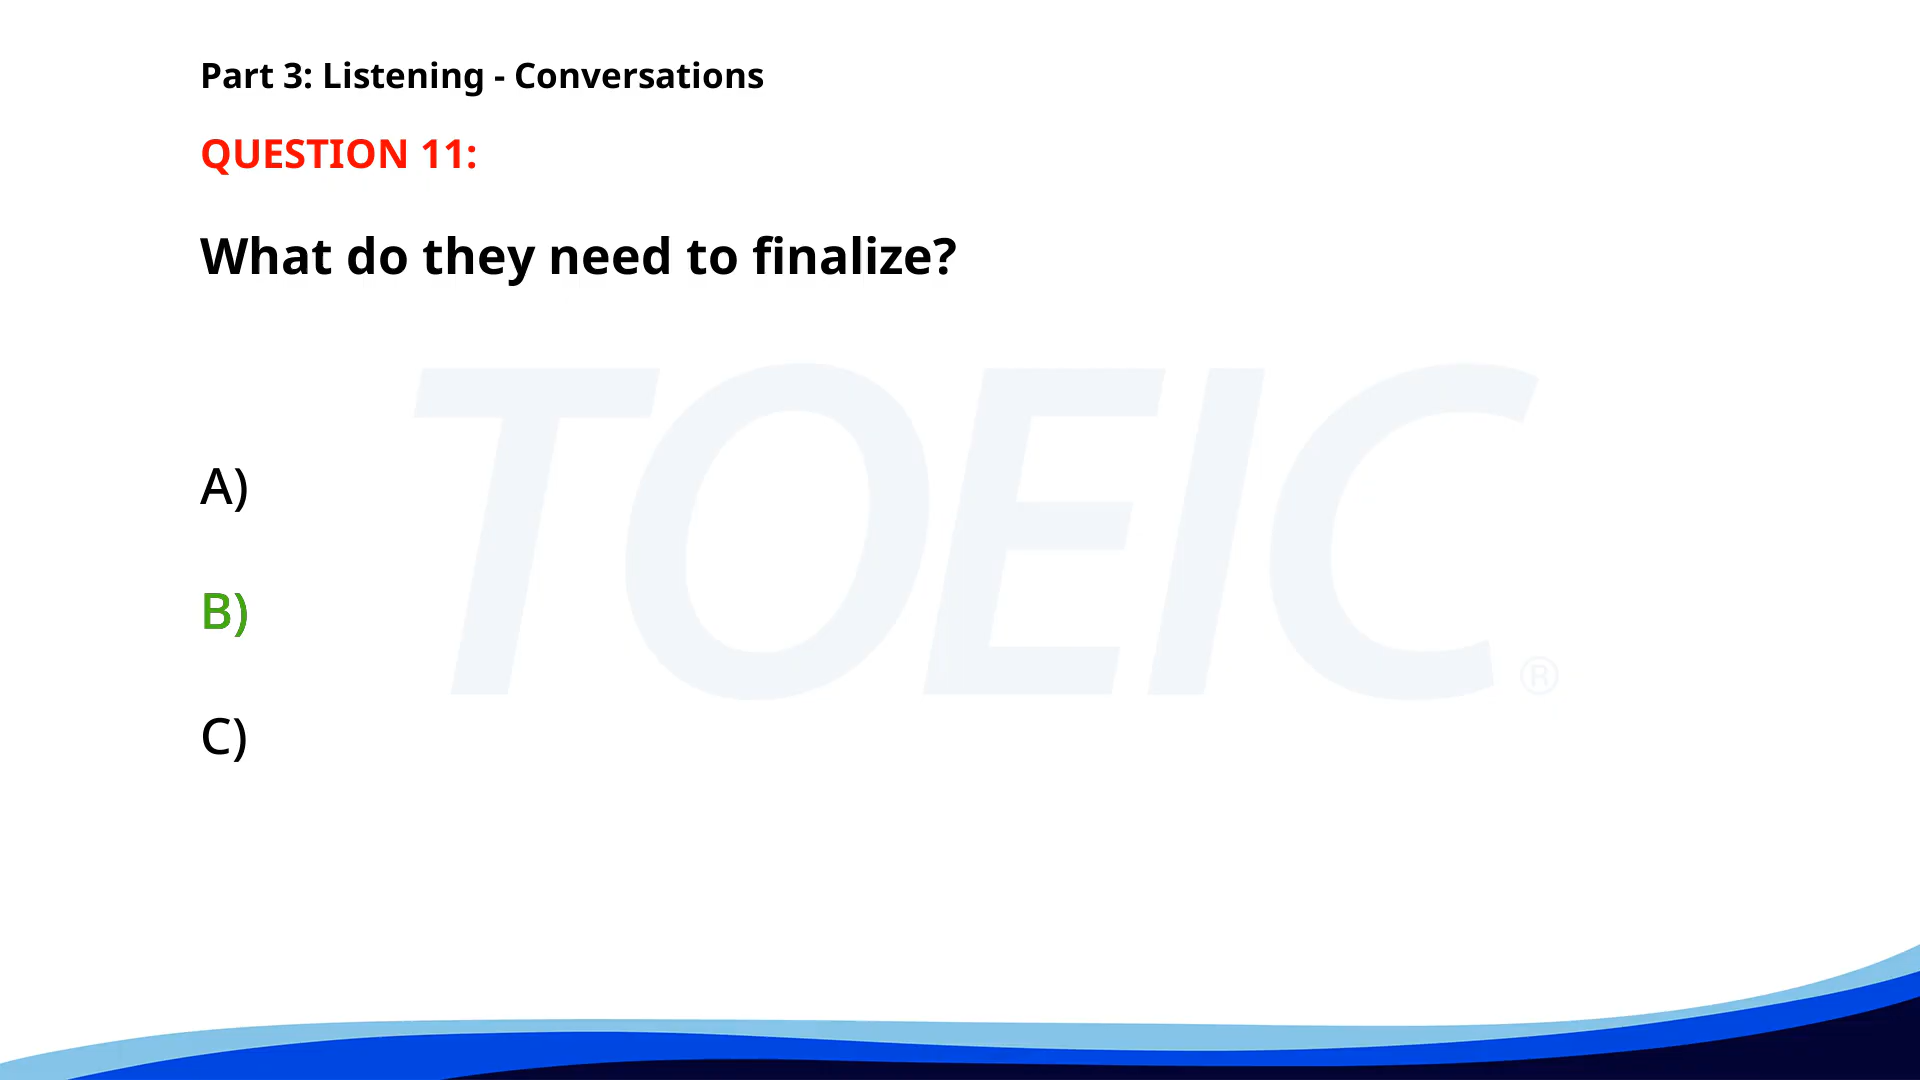 Part 3: Listening - Conversations
QUESTION 11:
What do they need to finalize?
TOEIC®
A)
B)
C)